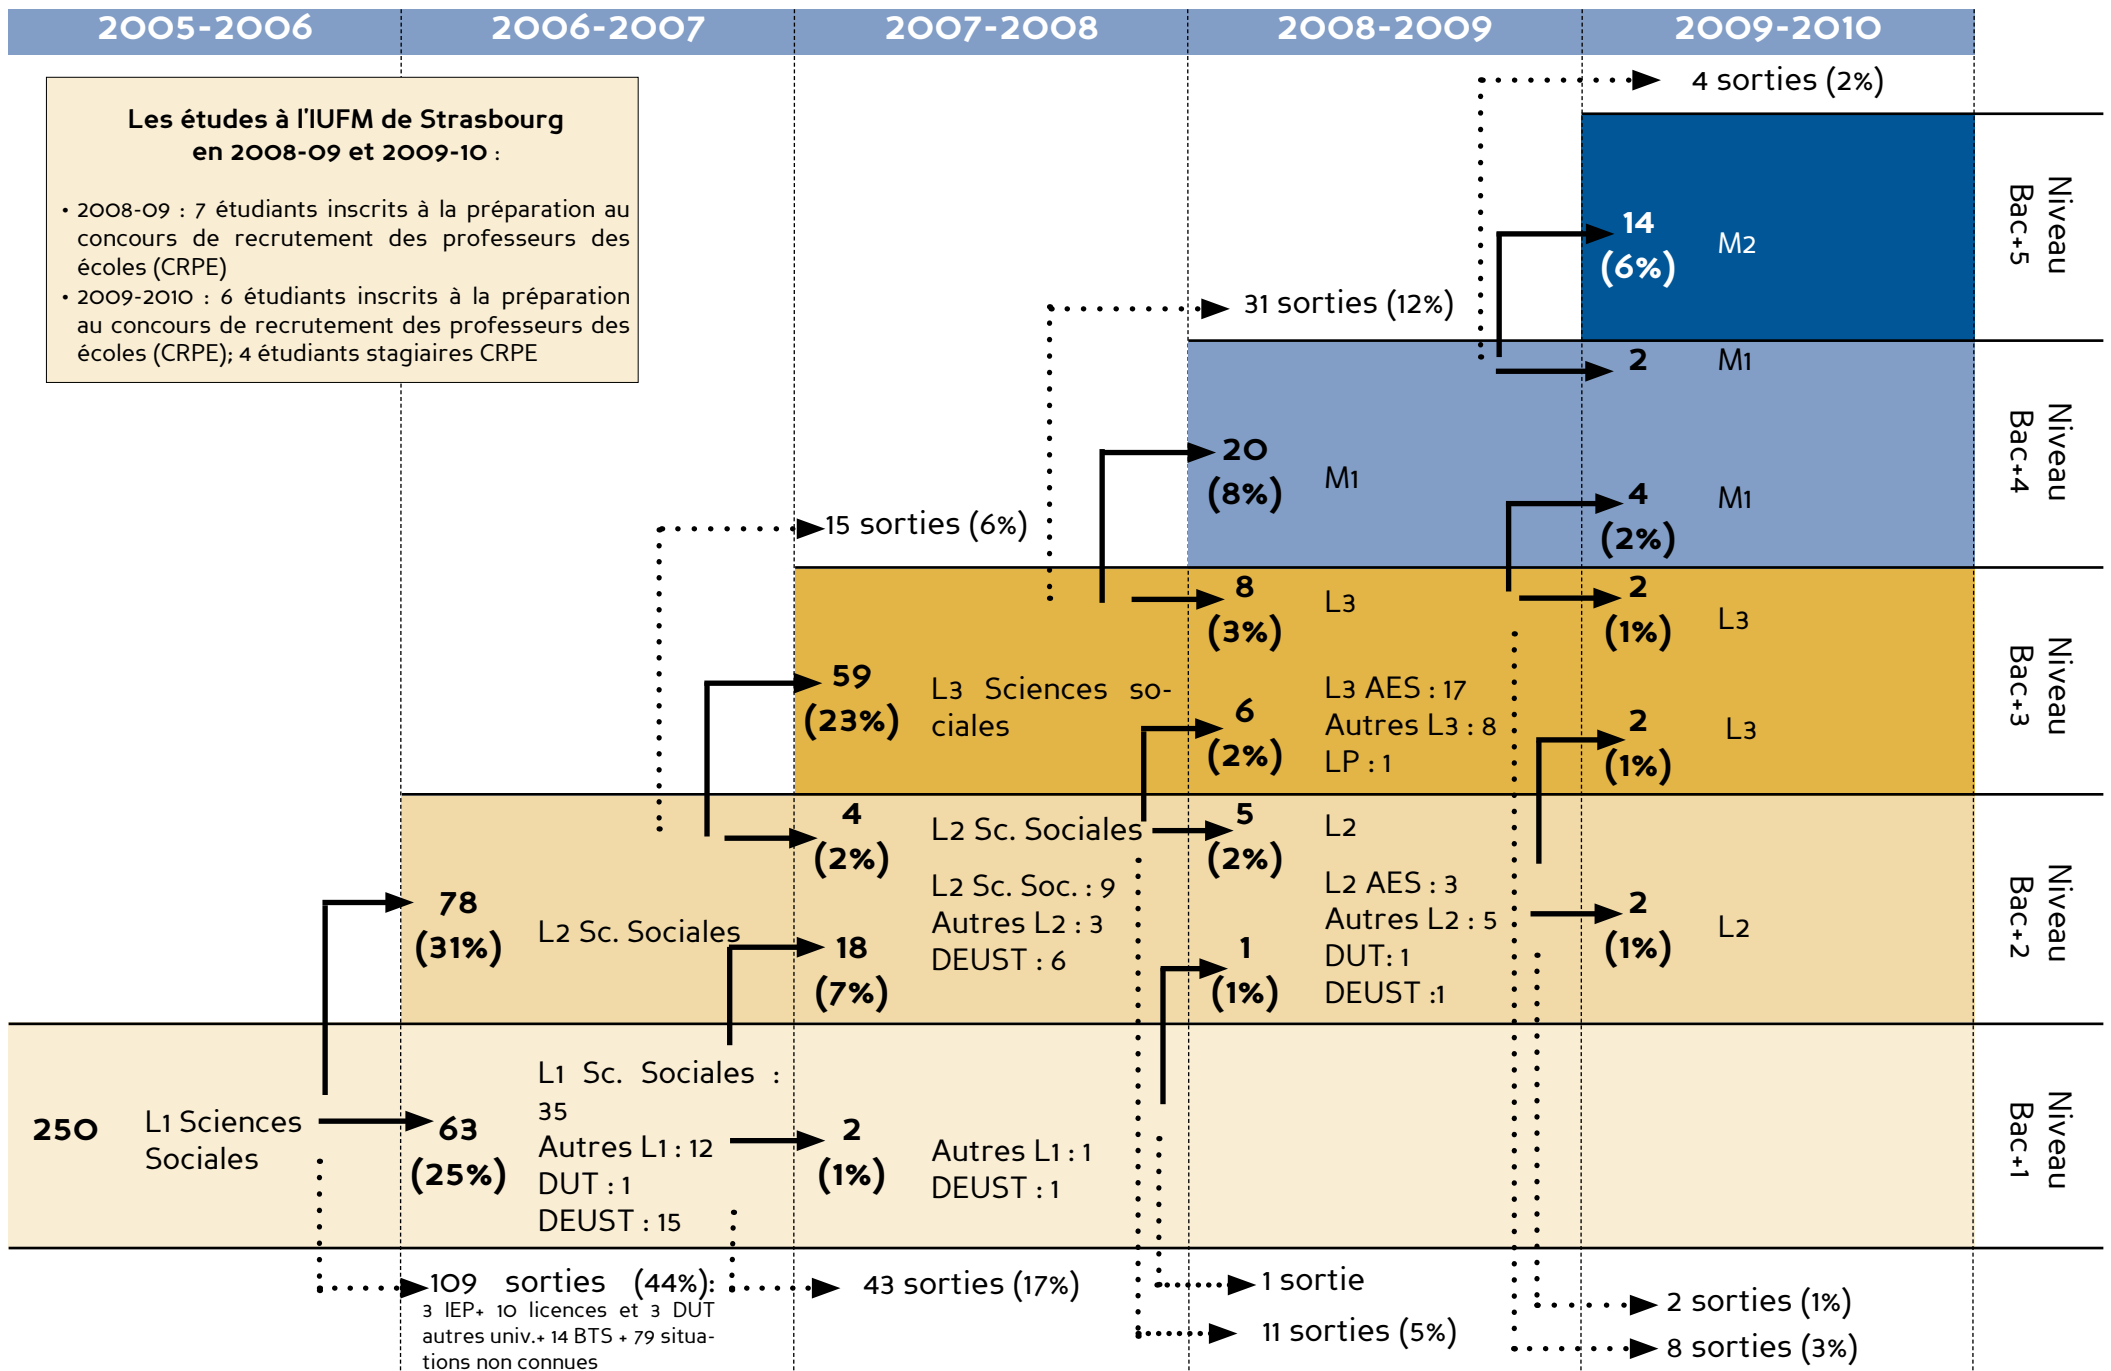 2005-2006
2006-2007
2007-2008
2008-2009
2009-2010
Les études à l'IUFM de Strasbourg
en 2008-09 et 2009-10 :
• 2008-09 : 7 étudiants inscrits à la préparation au
concours de recrutement des professeurs des
écoles (CRPE)
• 2009-2010 : 6 étudiants inscrits à la préparation
au concours de recrutement des professeurs des
écoles (CRPE); 4 étudiants stagiaires CRPE
4 sorties (2%)
14
(6%)
M2
Niveau
Bac+5
31 sorties (12%)
2
M1
20
(8%)
M1
4
(2%)
M1
Niveau
Bac+4
15 sorties (6%)
8
(3%)
L3
2
(1%)
L3
59
(23%)
L3 Sciences so-
ciales
6
(2%)
L3 AES : 17
Autres L3 : 8
LP : 1
2
(1%)
L3
Niveau
Bac+3
4
(2%)
L2 Sc. Sociales
5
(2%)
L2
78
(31%)
L2 Sc. Sociales
18
(7%)
L2 Sc. Soc. : 9
Autres L2 : 3
DEUST : 6
1
(1%)
L2 AES : 3
Autres L2 : 5
DUT: 1
DEUST :1
2
(1%)
L2
Niveau
Bac+2
250
L1 Sciences
Sociales
63
(25%)
L1 Sc. Sociales :
35
Autres L1 : 12
DUT : 1
DEUST : 15
2
(1%)
Autres L1 : 1
DEUST : 1
Niveau
Bac+1
109 sorties (44%):
3 IEP+ 10 licences et 3 DUT
autres univ.+ 14 BTS + 79 situa-
tions non connues
43 sorties (17%)
1 sortie
11 sorties (5%)
2 sorties (1%)
8 sorties (3%)